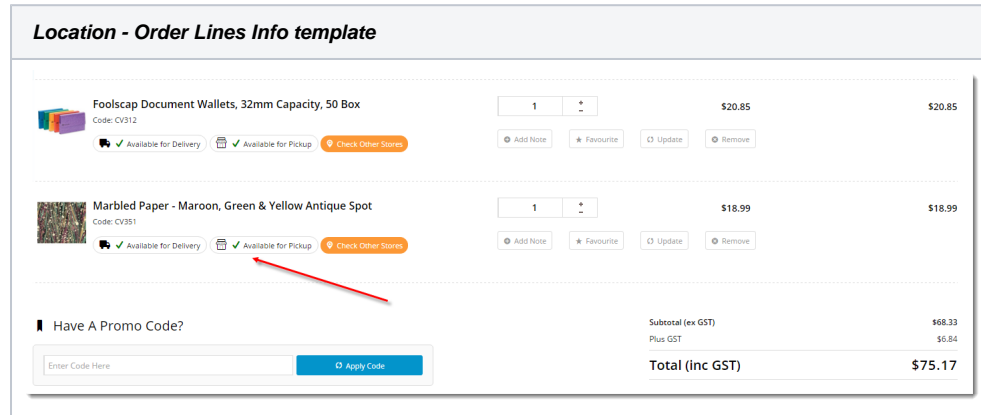 Location - Order Lines Info template
Foolscap Document Wallets, 32mm Capacity, 50 Box
Code: CV312
Available for Delivery Available for Pickup Check Other Stores
1 + - $20.85 $20.85
Add Note Favourite Update Remove
Marbled Paper - Maroon, Green & Yellow Antique Spot
Code: CV351
Available for Delivery Available for Pickup Check Other Stores
1 + - $18.99 $18.99
Add Note Favourite Update Remove
Have A Promo Code?
Enter Code Here Apply Code
Subtotal (ex GST) $68.33
Plus GST $6.84
Total (inc GST) $75.17